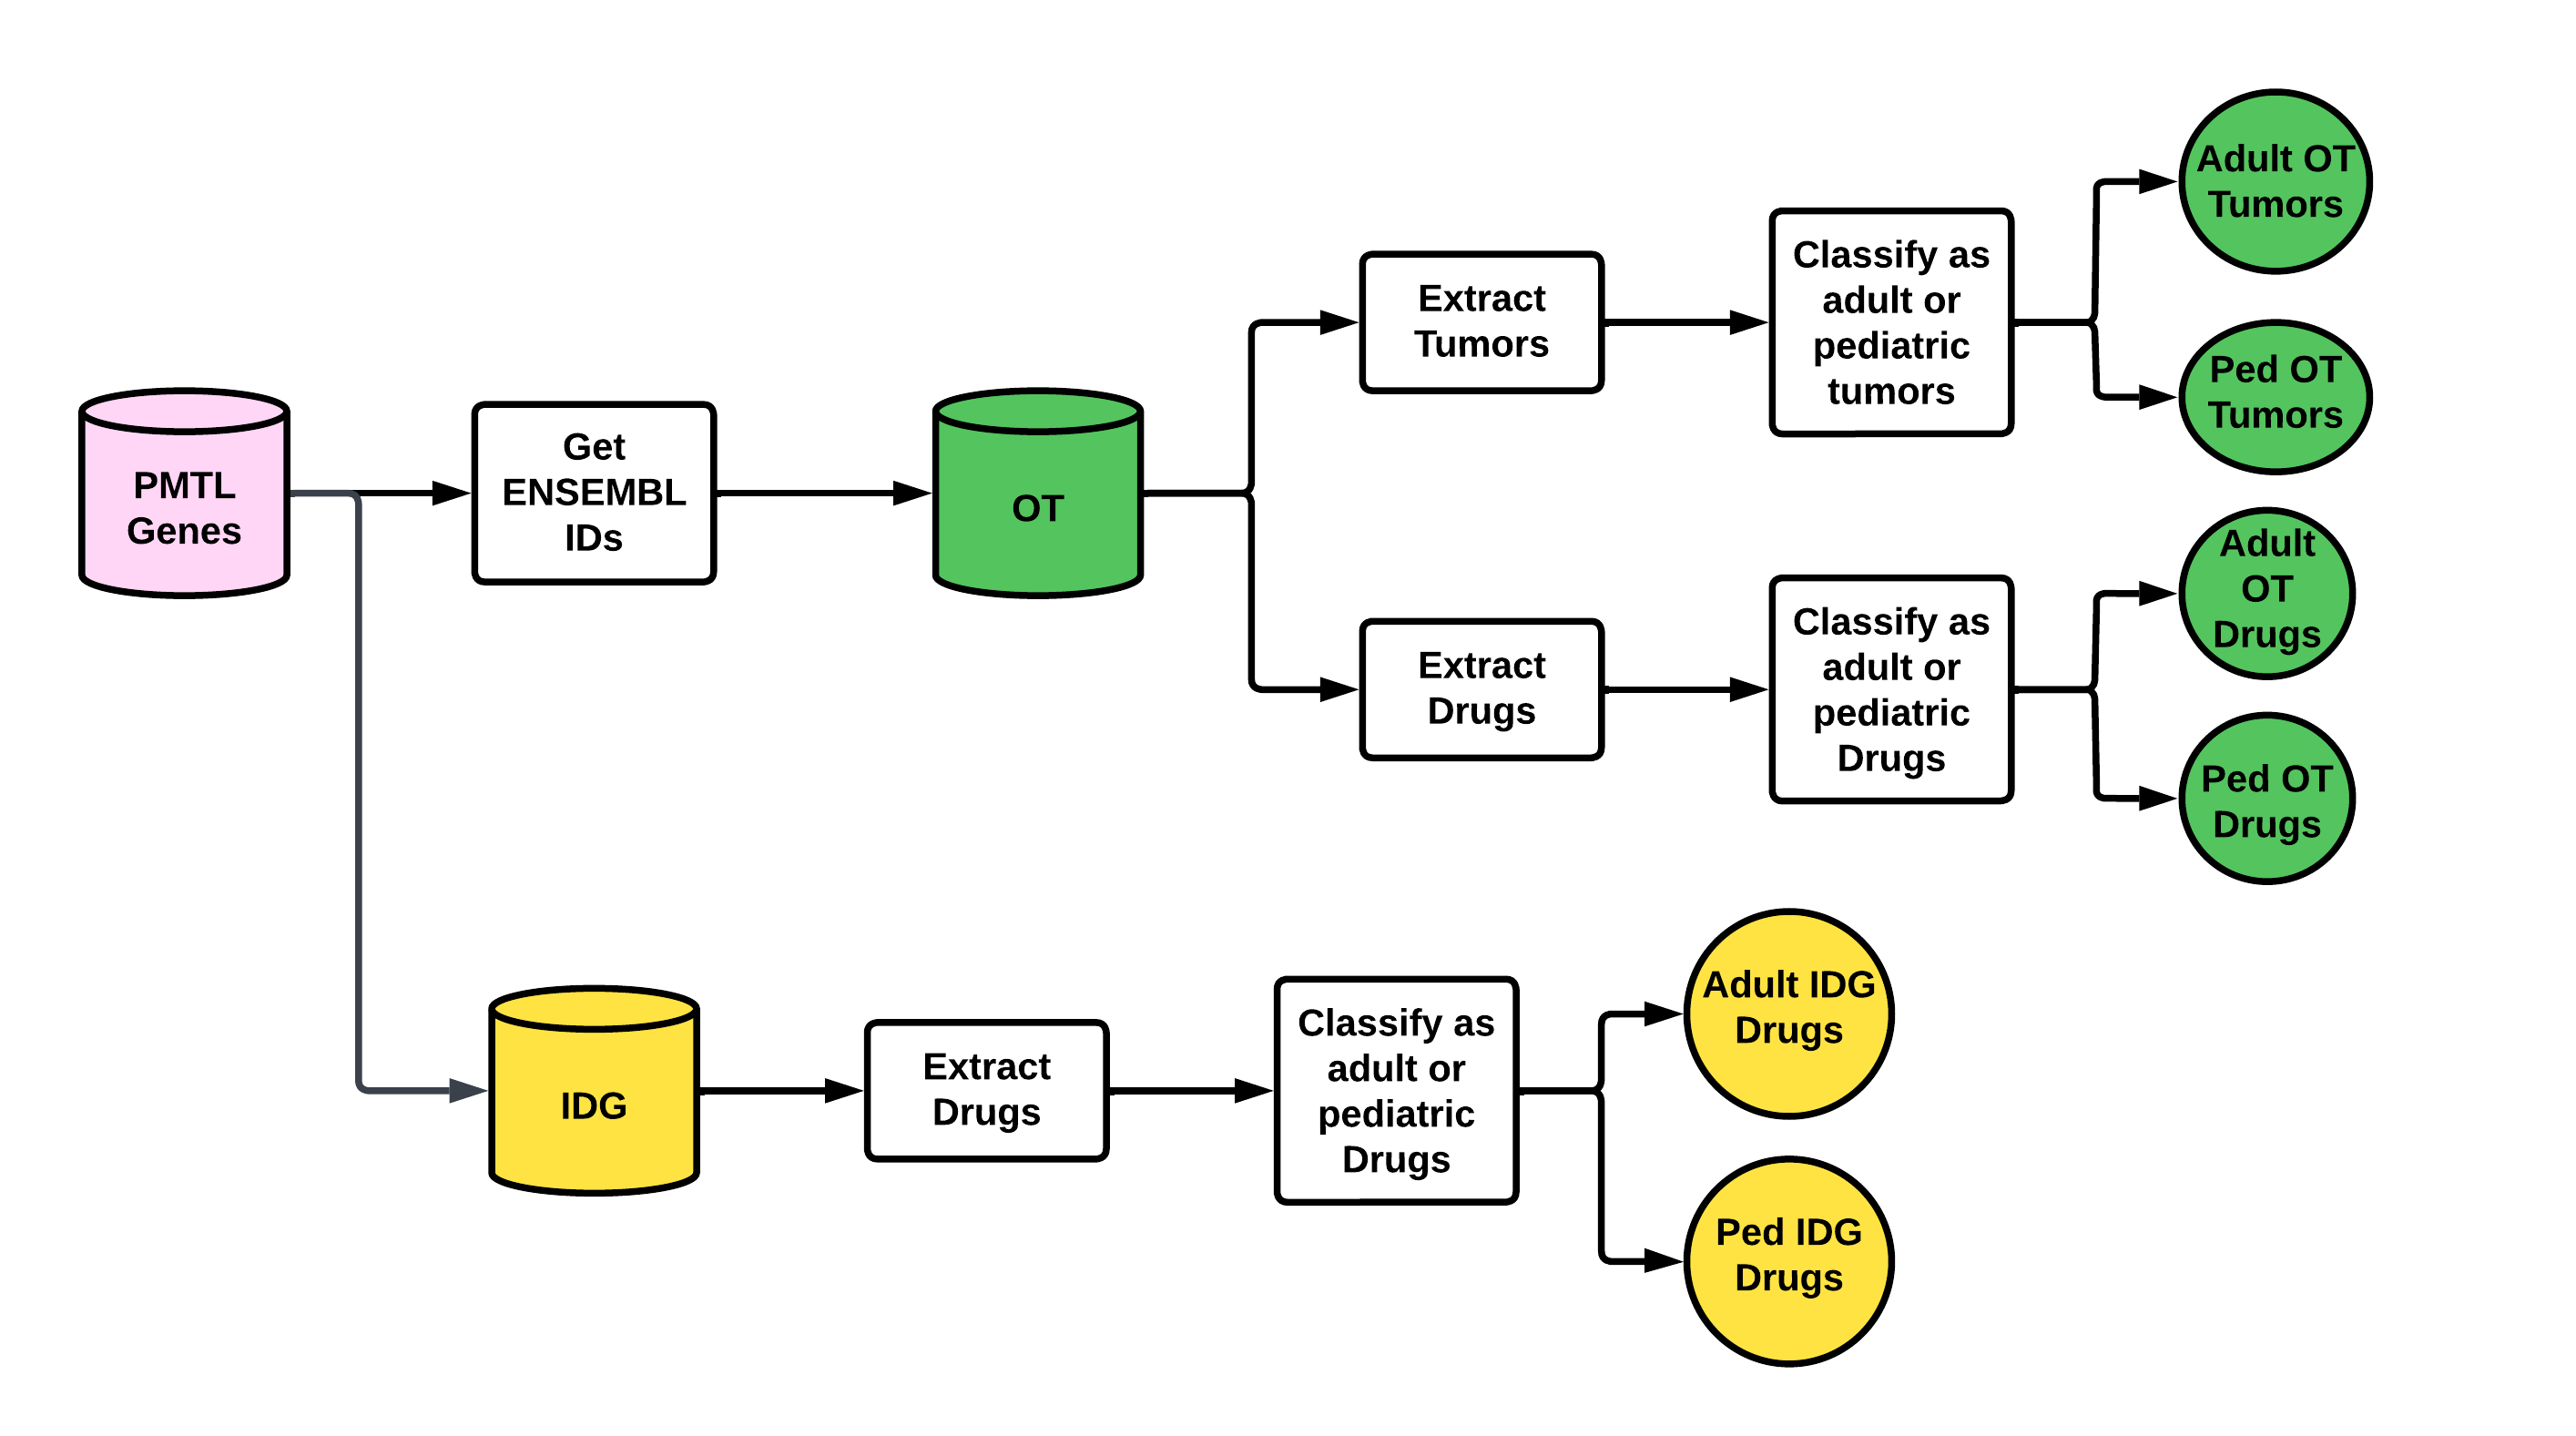 PMTL
Genes
Get
ENSEMBL
IDs
OT
Extract
Tumors
Classify as
adult or
pediatric
tumors
Adult OT
Tumors
Ped OT
Tumors
Extract
Drugs
Classify as
adult or
pediatric
Drugs
Adult
OT
Drugs
Ped OT
Drugs
IDG
Extract
Drugs
Classify as
adult or
pediatric
Drugs
Adult IDG
Drugs
Ped IDG
Drugs